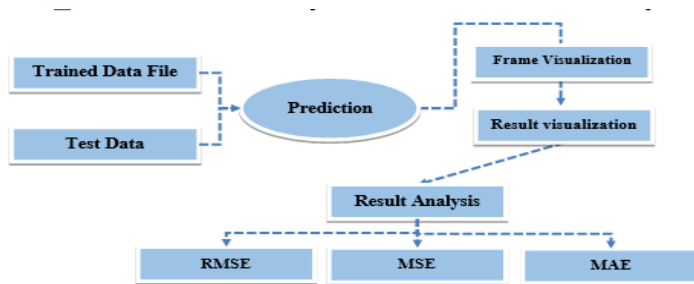 Trained Data File
Test Data
Prediction
Frame Visualization
Result visualization
Result Analysis
RMSE
MSE
MAE